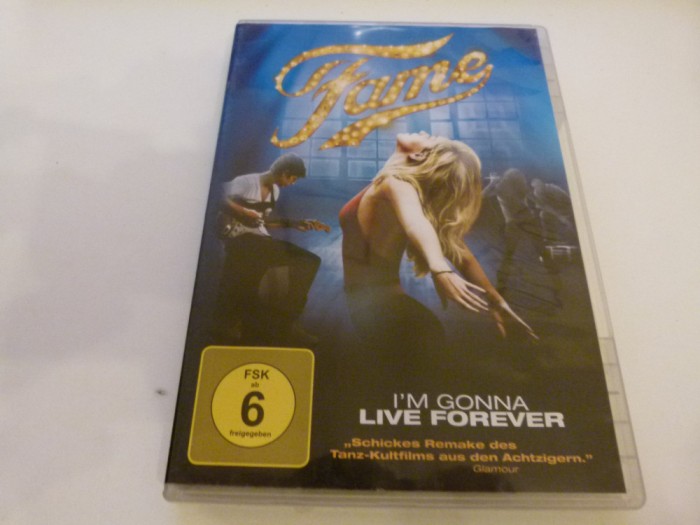 Fame
I'M GONNA
LIVE FOREVER
„Schickes Remake des
Tanz-Kultfilms aus den Achtzigern."
Glamour
FSK
ab
6
freigegeben